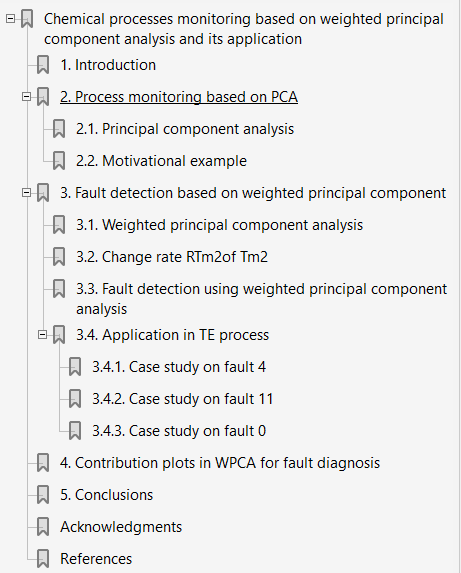 Chemical processes monitoring based on weighted principal
component analysis and its application
1. Introduction
2. Process monitoring based on PCA
2.1. Principal component analysis
2.2. Motivational example
3. Fault detection based on weighted principal component
3.1. Weighted principal component analysis
3.2. Change rate RTm2of Tm2
3.3. Fault detection using weighted principal component
analysis
3.4. Application in TE process
3.4.1. Case study on fault 4
3.4.2. Case study on fault 11
3.4.3. Case study on fault 0
4. Contribution plots in WPCA for fault diagnosis
5. Conclusions
Acknowledgments
References